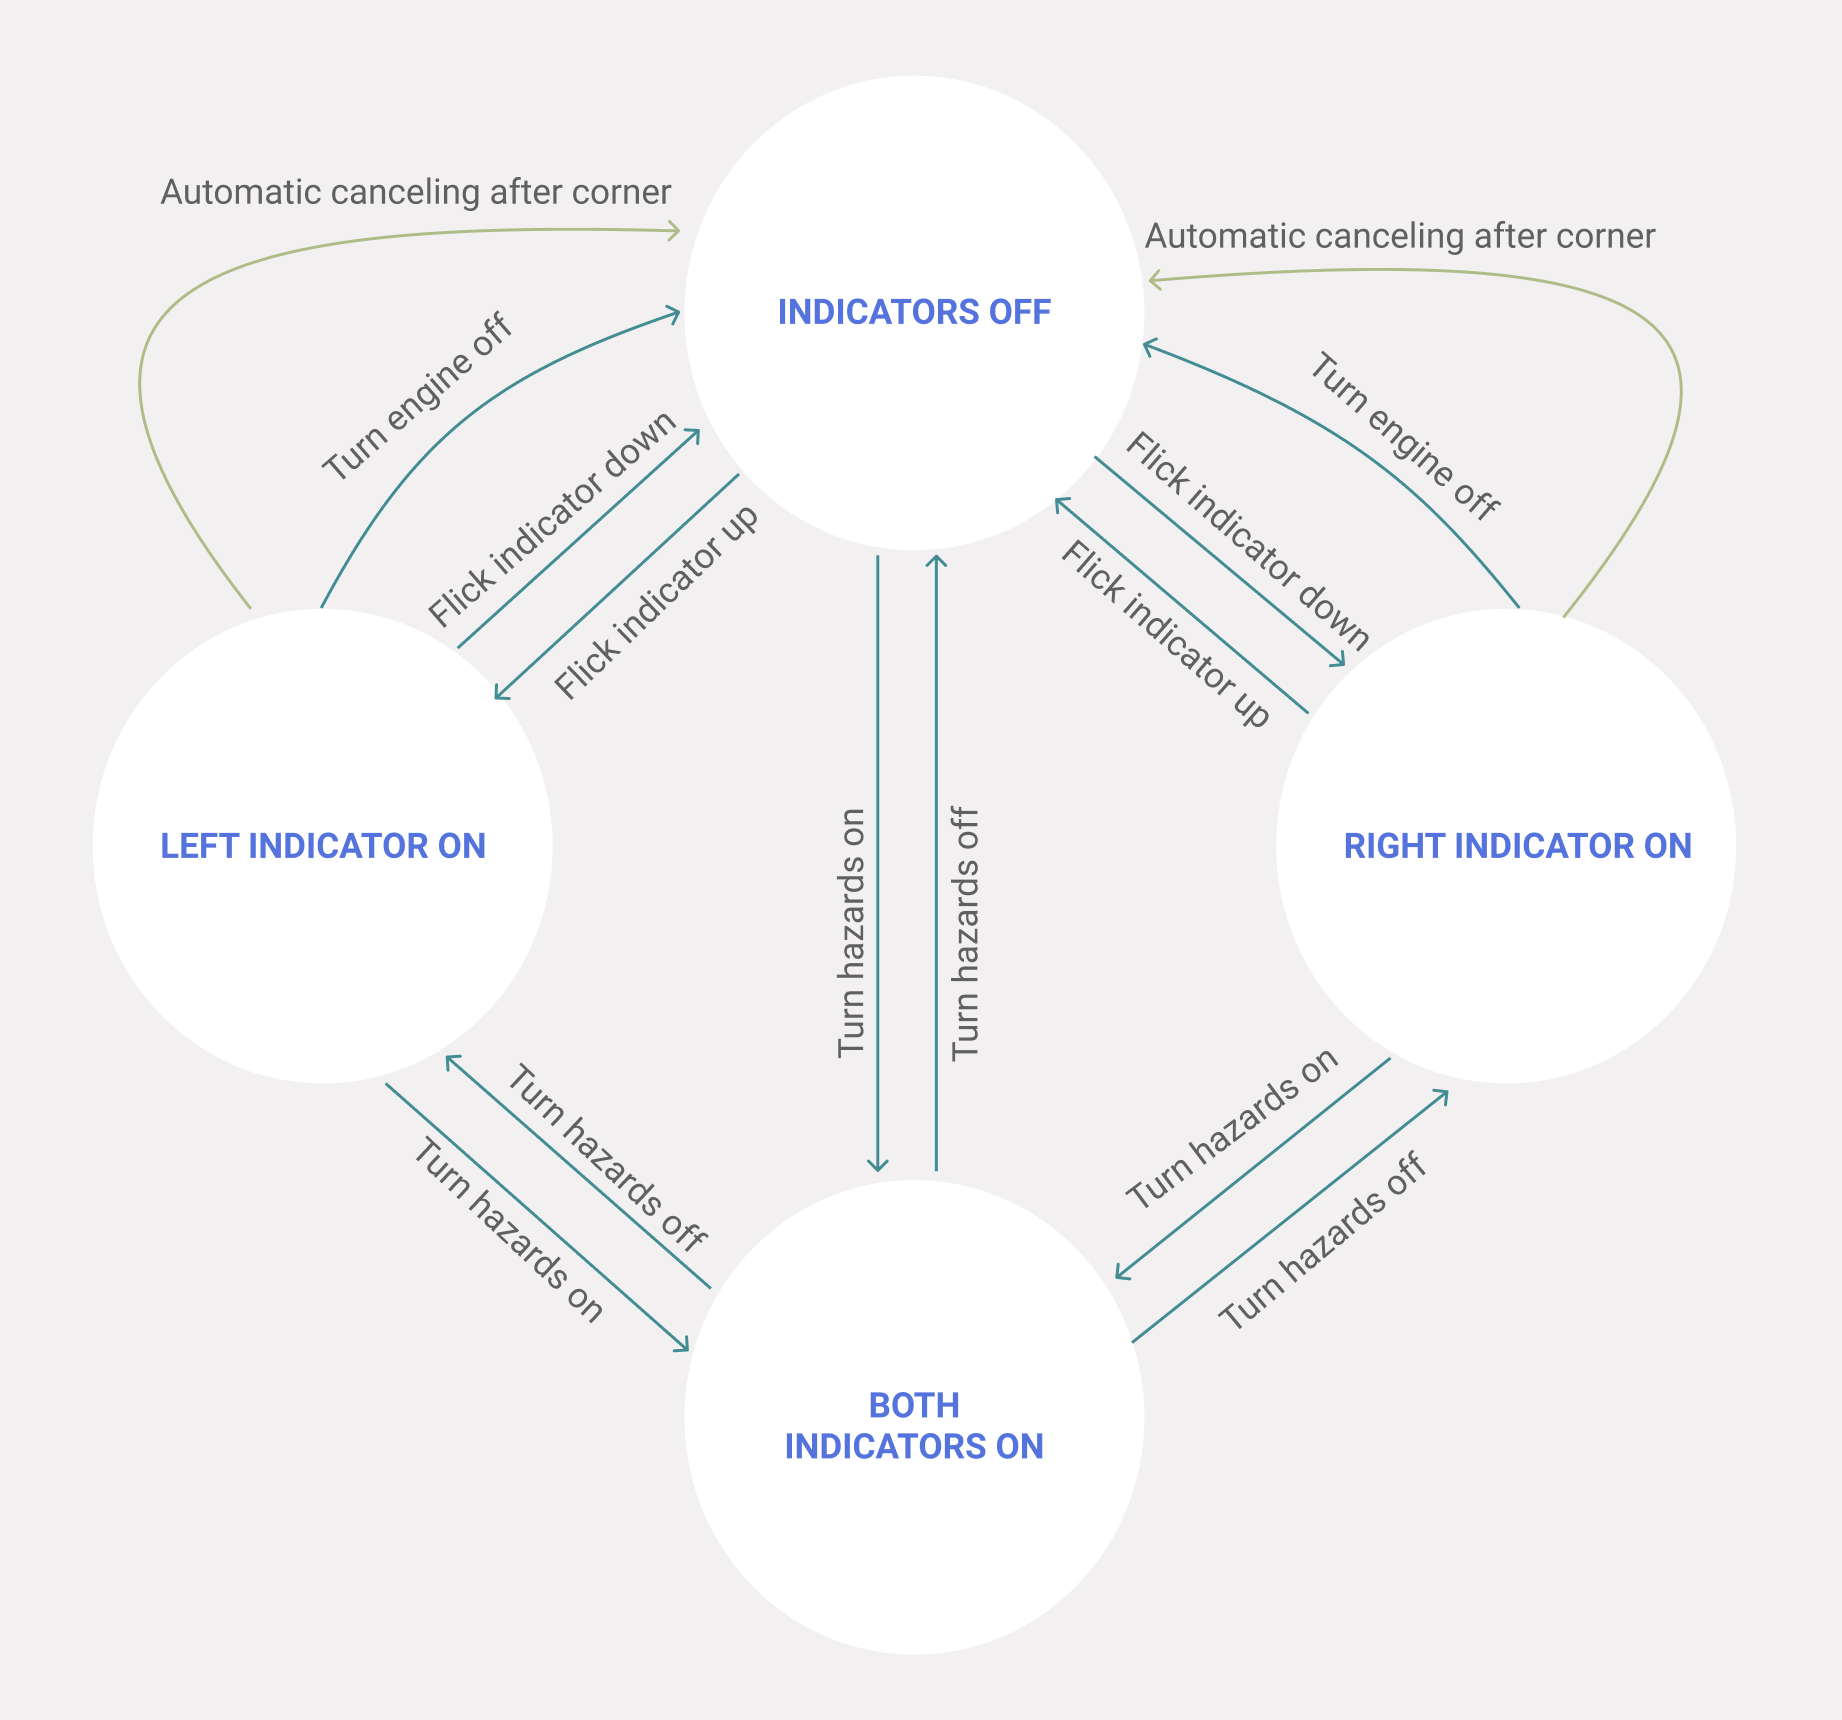 Automatic canceling after corner
Automatic canceling after corner
INDICATORS OFF
Turn engine off
Turn engine off
Flick indicator down
Flick indicator up
Flick indicator down
Flick indicator up
LEFT INDICATOR ON
RIGHT INDICATOR ON
Turn hazards on
Turn hazards off
Turn hazards off
Turn hazards on
Turn hazards on
Turn hazards off
BOTH
INDICATORS ON